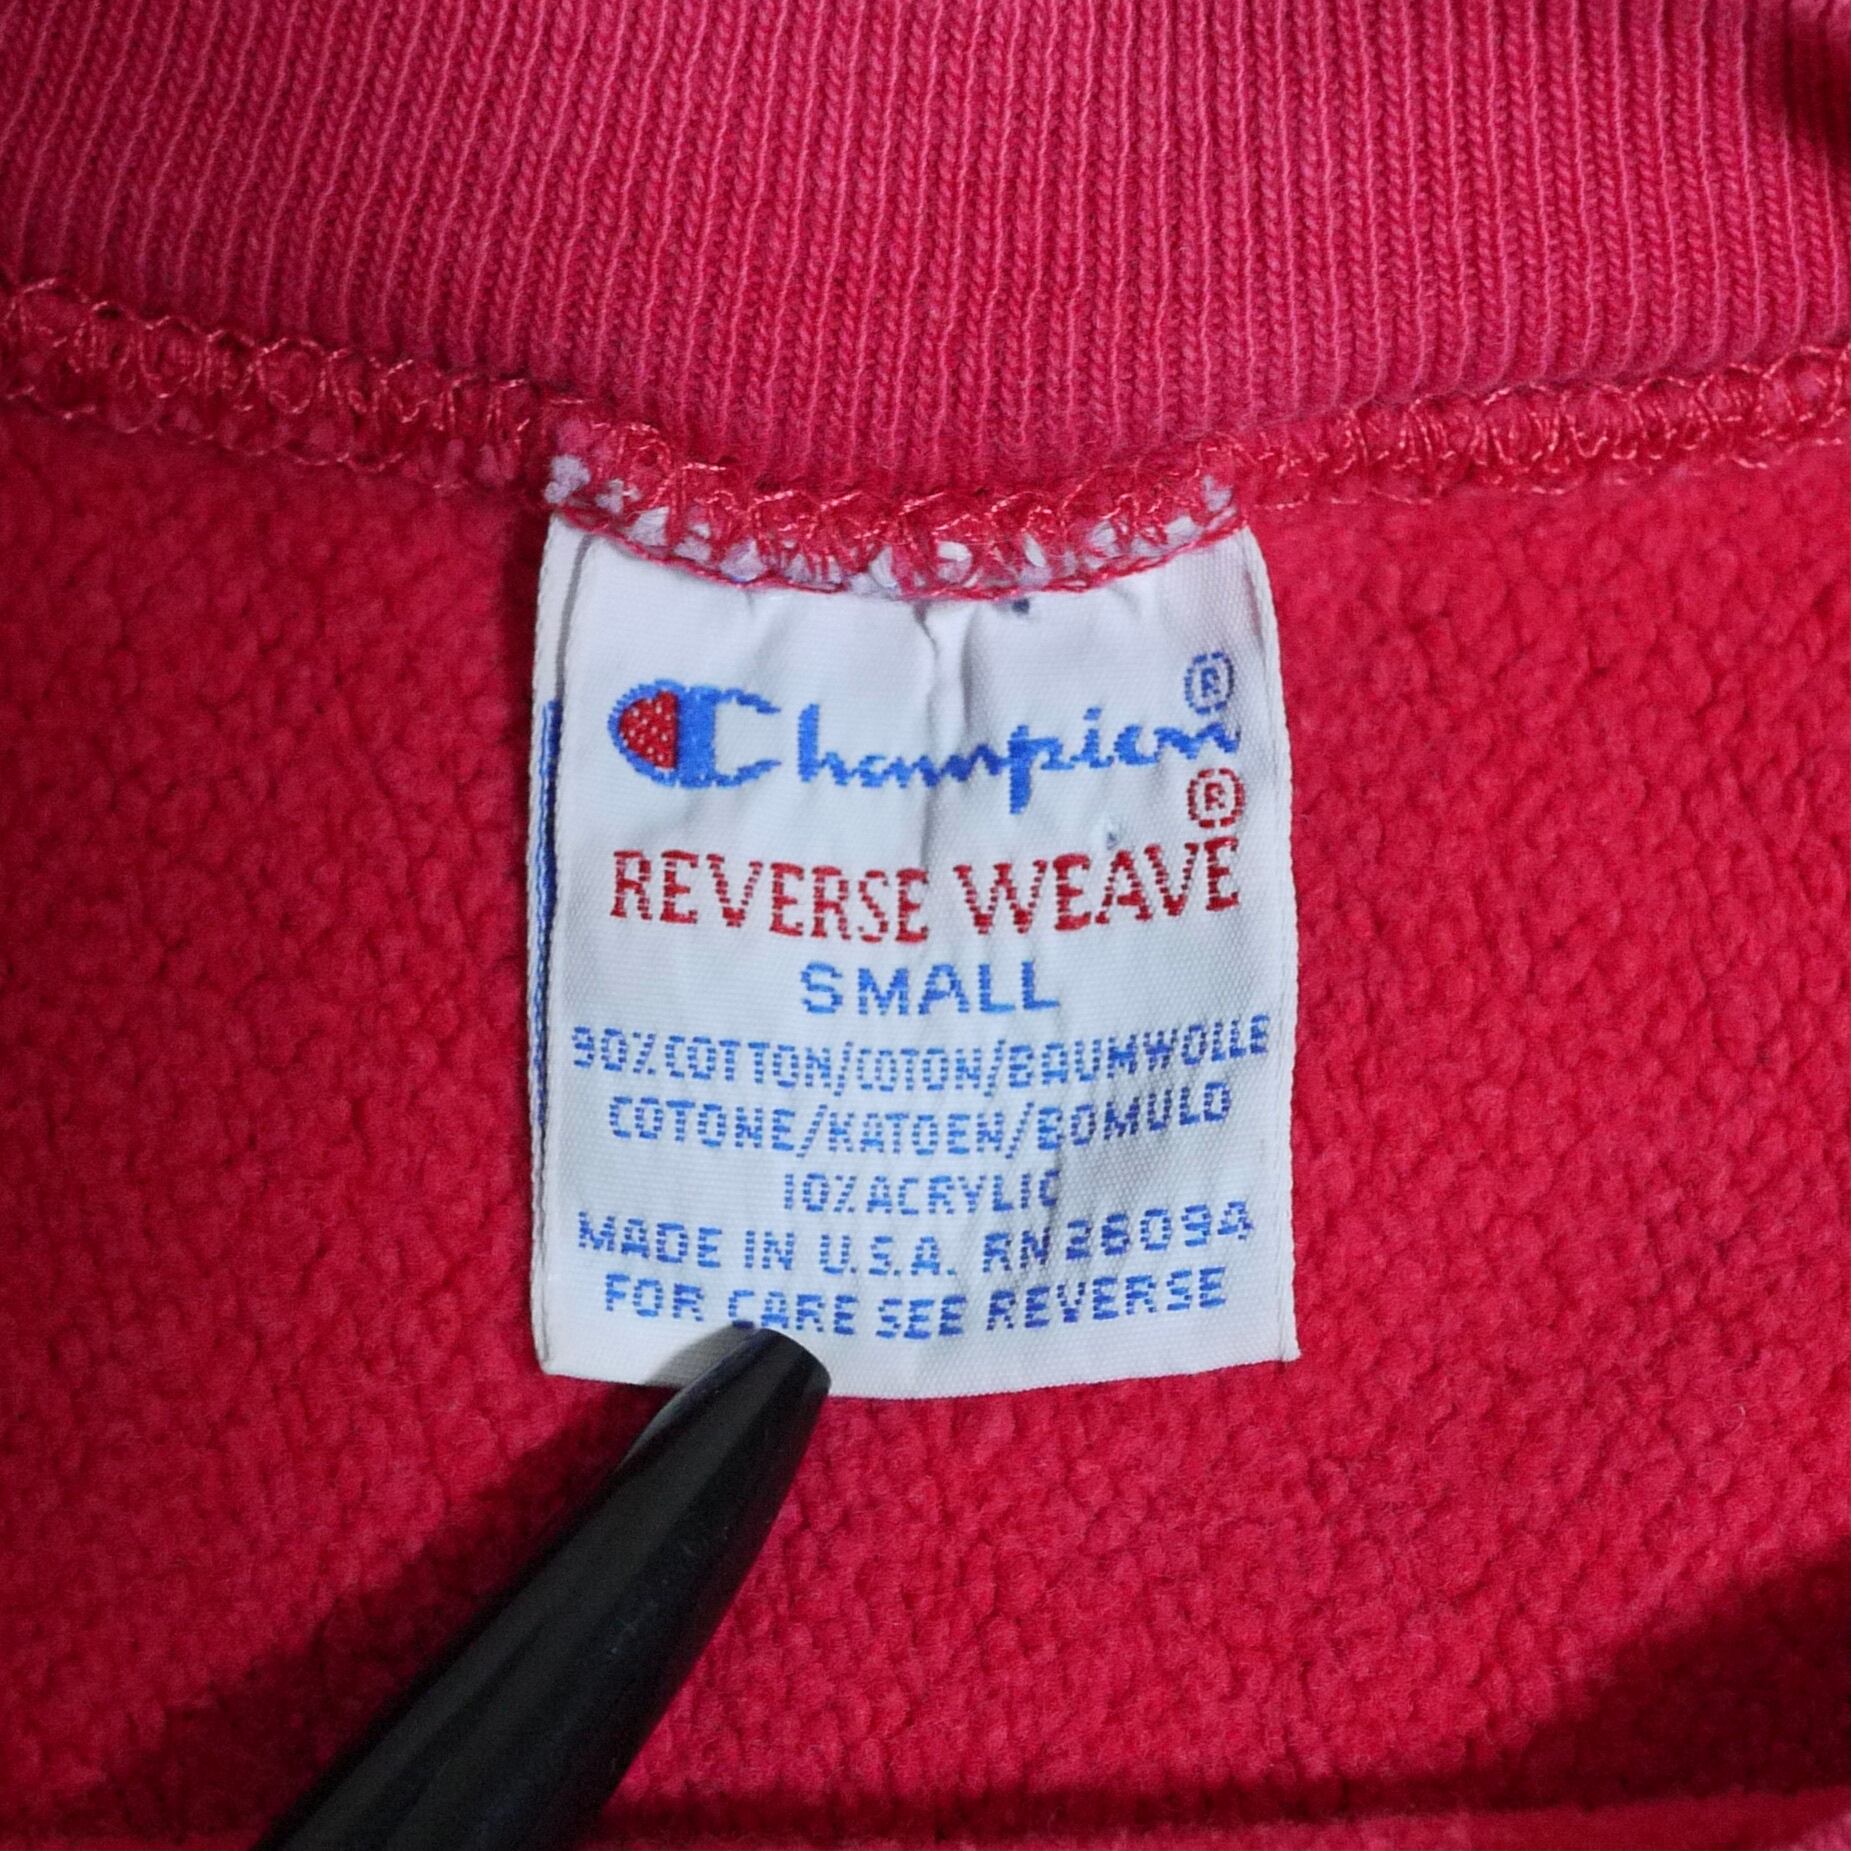 Champion®
REVERSE WEAVE®
SMALL
90% COTTON/COTON/BAUMWOLLE
COTONE/KATOEN/BOMULD
10% ACRYLIC
MADE IN U.S.A. RN 26094
FOR CARE SEE REVERSE